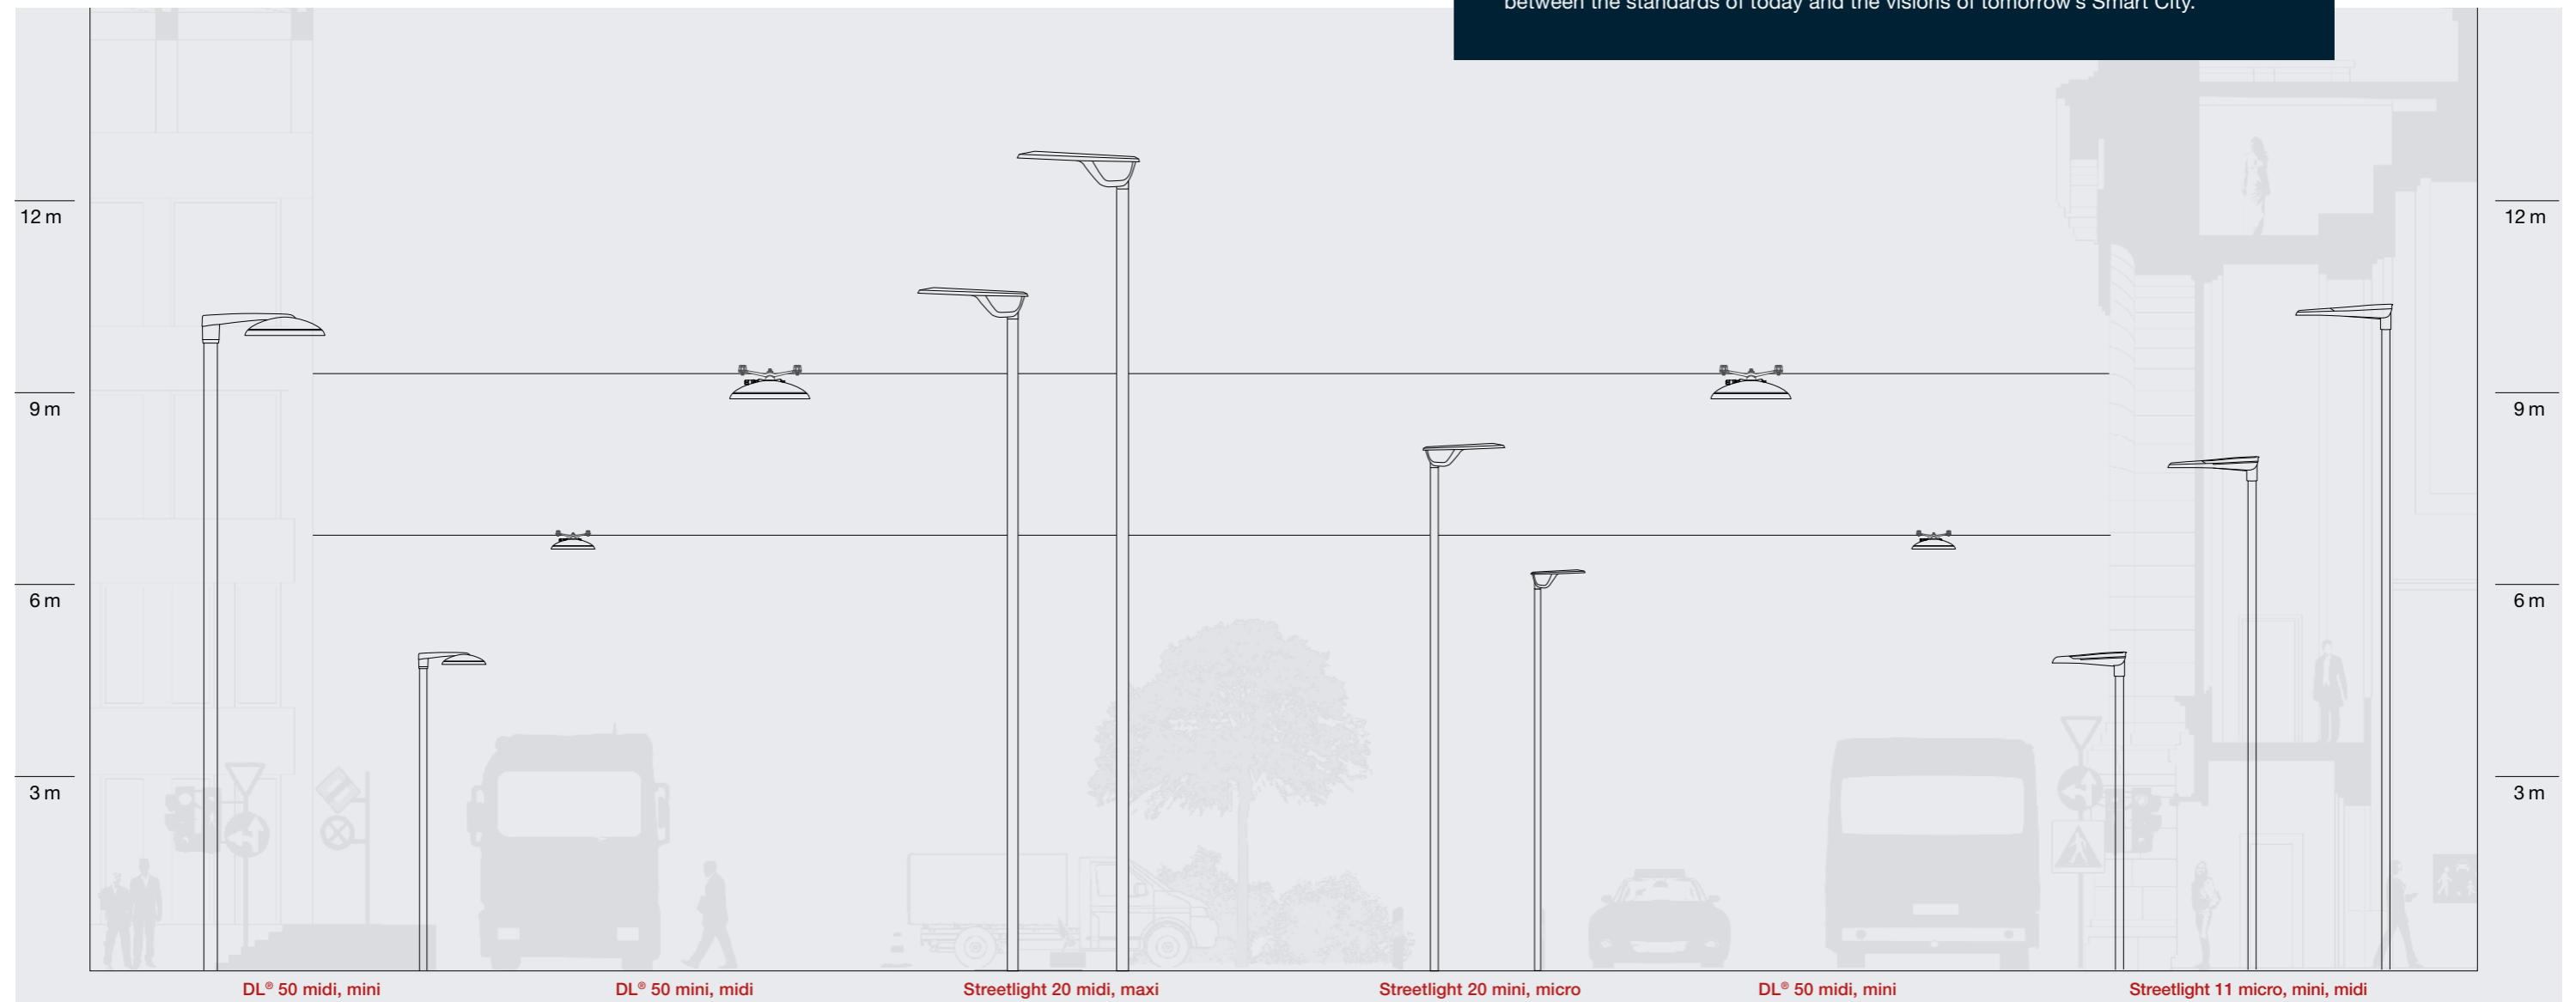 between the standards of today and the visions of tomorrow's Smart City.
12 m
12 m
9 m
9 m
6 m
6 m
3 m
3 m
DL® 50 midi, mini
DL® 50 mini, midi
Streetlight 20 midi, maxi
Streetlight 20 mini, micro
DL® 50 midi, mini
Streetlight 11 micro, mini, midi